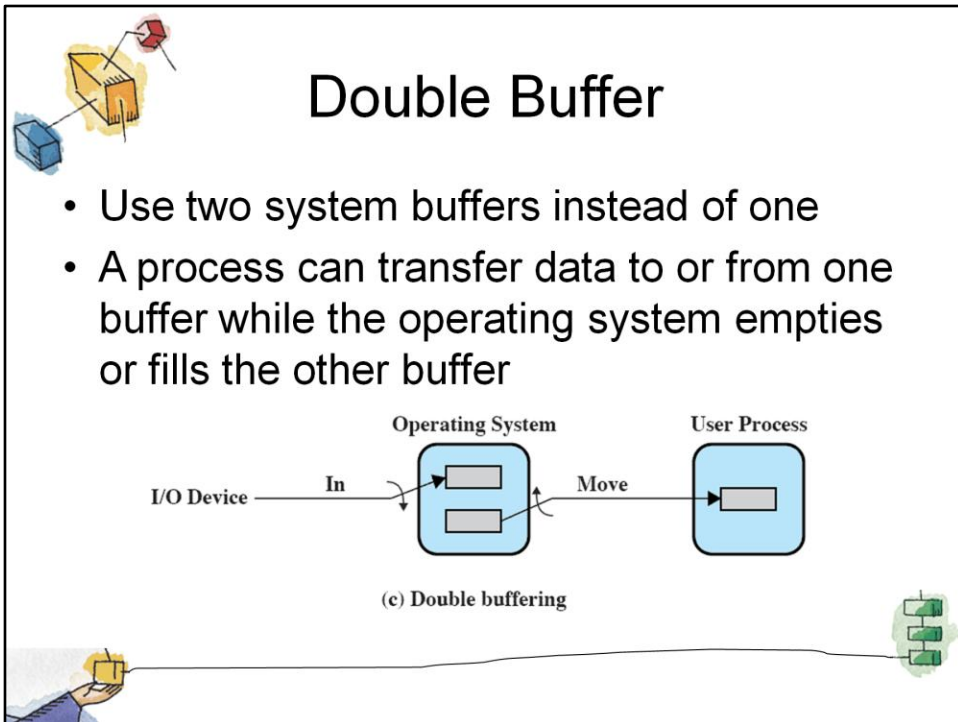 Double Buffer
• Use two system buffers instead of one
• A process can transfer data to or from one
buffer while the operating system empties
or fills the other buffer
Operating System
User Process
I/O Device
In
Move
(c) Double buffering